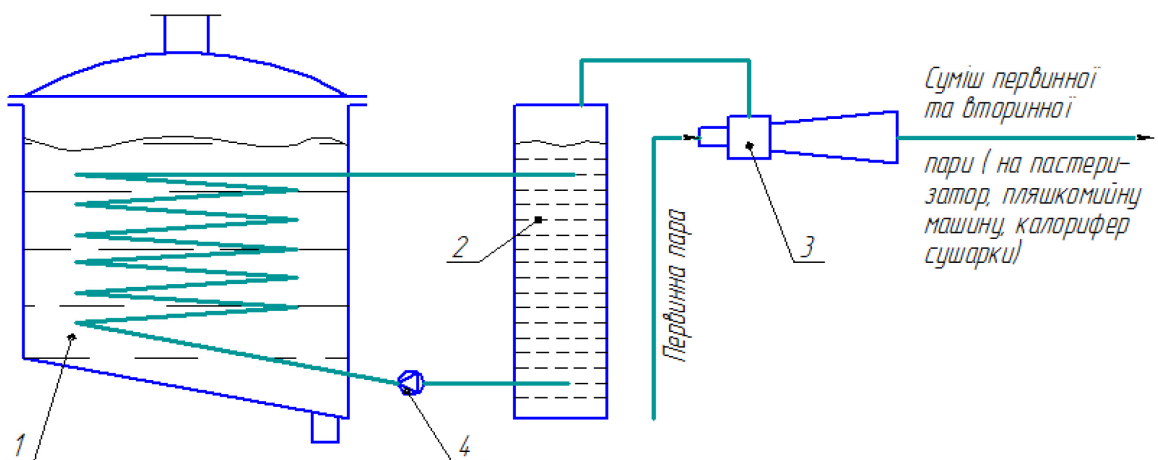 Суміш первинної
та вторинної
пари ( на пастери-
затор, пляшкомийну
машину, калорифер
сушарки)
Первинна пара
1
2
3
4